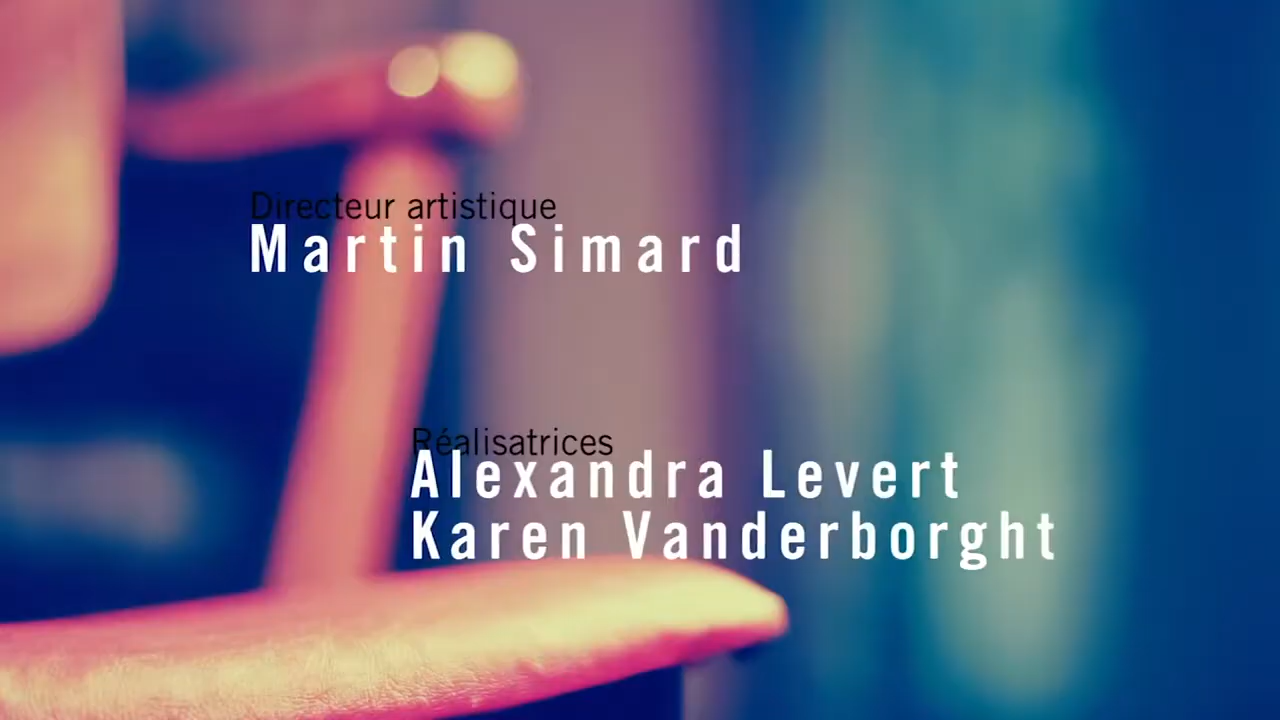 Directeur artistique
Martin Simard
Réalisatrices
Alexandra Levert
Karen Vanderborght